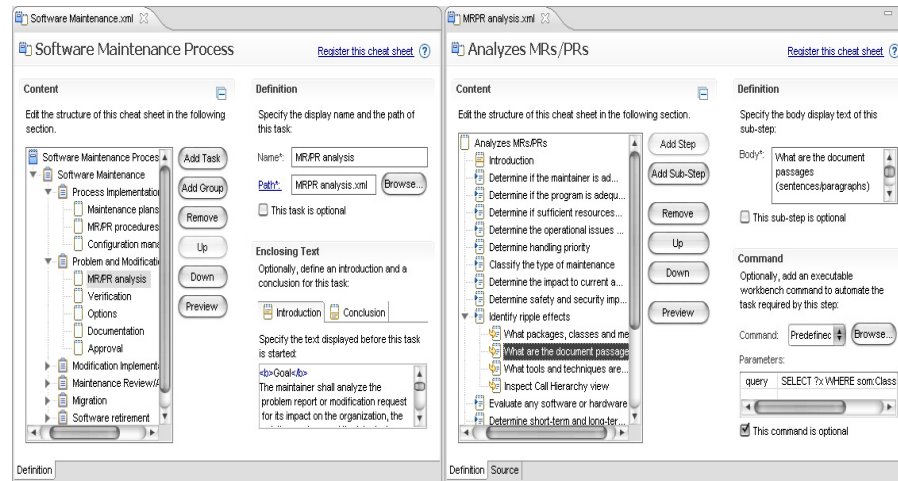 Software Maintenance.xml
Software Maintenance Process
Register this cheat sheet
Content
Edit the structure of this cheat sheet in the following
section.
Software Maintenance Proces
Software Maintenance
Process Implementatio
Maintenance plans
MR/PR procedures
Configuration mana
Problem and Modificatio
MR/PR analysis
Verification
Options
Documentation
Approval
Modification Implementa
Maintenance Review/A
Migration
Software retirement
Add Task
Add Group
Remove
Up
Down
Preview
Definition
Specify the display name and the path of
this task:
Name*: MR/PR analysis
Path*: MRPR analysis.xml Browse...
This task is optional
Enclosing Text
Optionally, define an introduction and a
conclusion for this task:
Introduction Conclusion
Specify the text displayed before this task
is started:
<b>Goal</b>
The maintainer shall analyze the
problem report or modification request
for its impact on the organization, the
Definition
MRPR analysis.xml
Analyzes MRs/PRs
Register this cheat sheet
Content
Edit the structure of this cheat sheet in the following section.
Analyzes MRs/PRs
Introduction
Determine if the maintainer is ad...
Determine if the program is adequ...
Determine if sufficient resources...
Determine the operational issues ...
Determine handling priority
Classify the type of maintenance
Determine the impact to current a...
Determine safety and security imp...
Identify ripple effects
What packages, classes and me
What are the document passage
What tools and techniques are...
Inspect Call Hierarchy view
Evaluate any software or hardware
Determine short-term and long-ter...
Add Step
Add Sub-Step
Remove
Up
Down
Preview
Definition
Specify the body display text of this
sub-step:
Body*: What are the document
passages
(sentences/paragraphs)
This sub-step is optional
Command
Optionally, add an executable
workbench command to automate the
task required by this step:
Command: Predefinec Browse...
Parameters:
query SELECT ?x WHERE som:Class
This command is optional
Definition Source